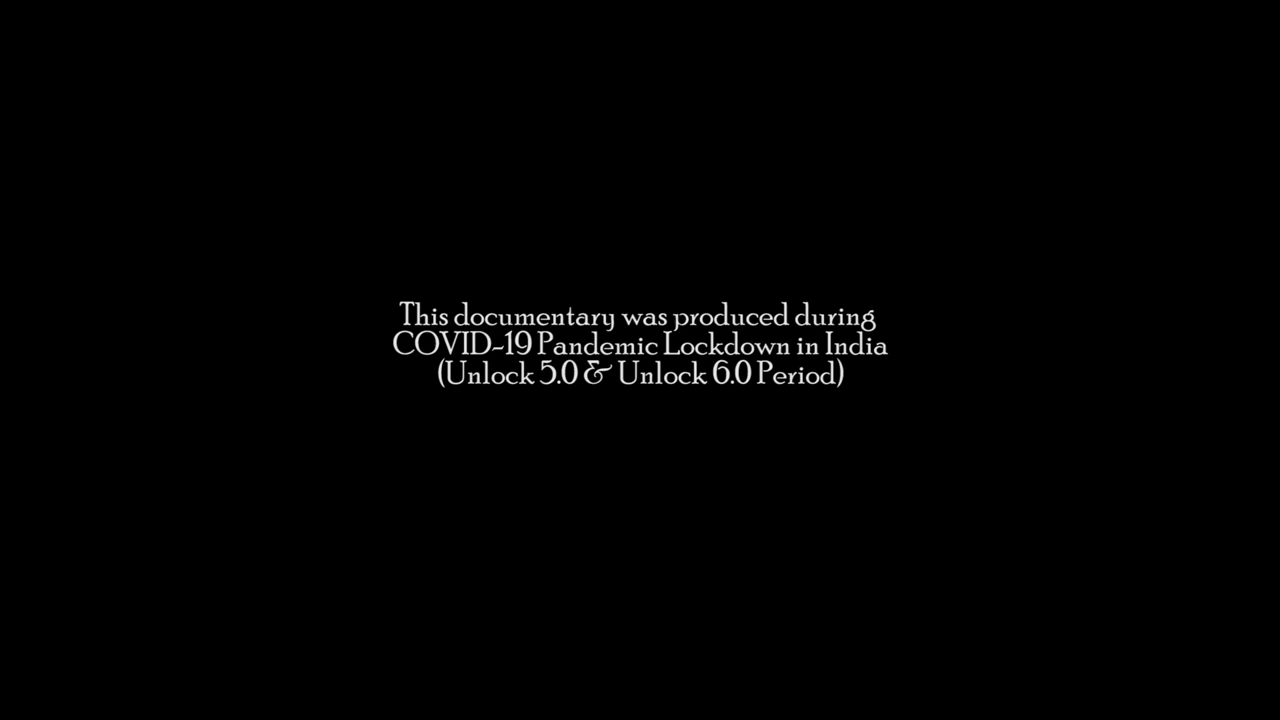 This documentary was produced during
COVID-19 Pandemic Lockdown in India
(Unlock 5.0 & Unlock 6.0 Period)